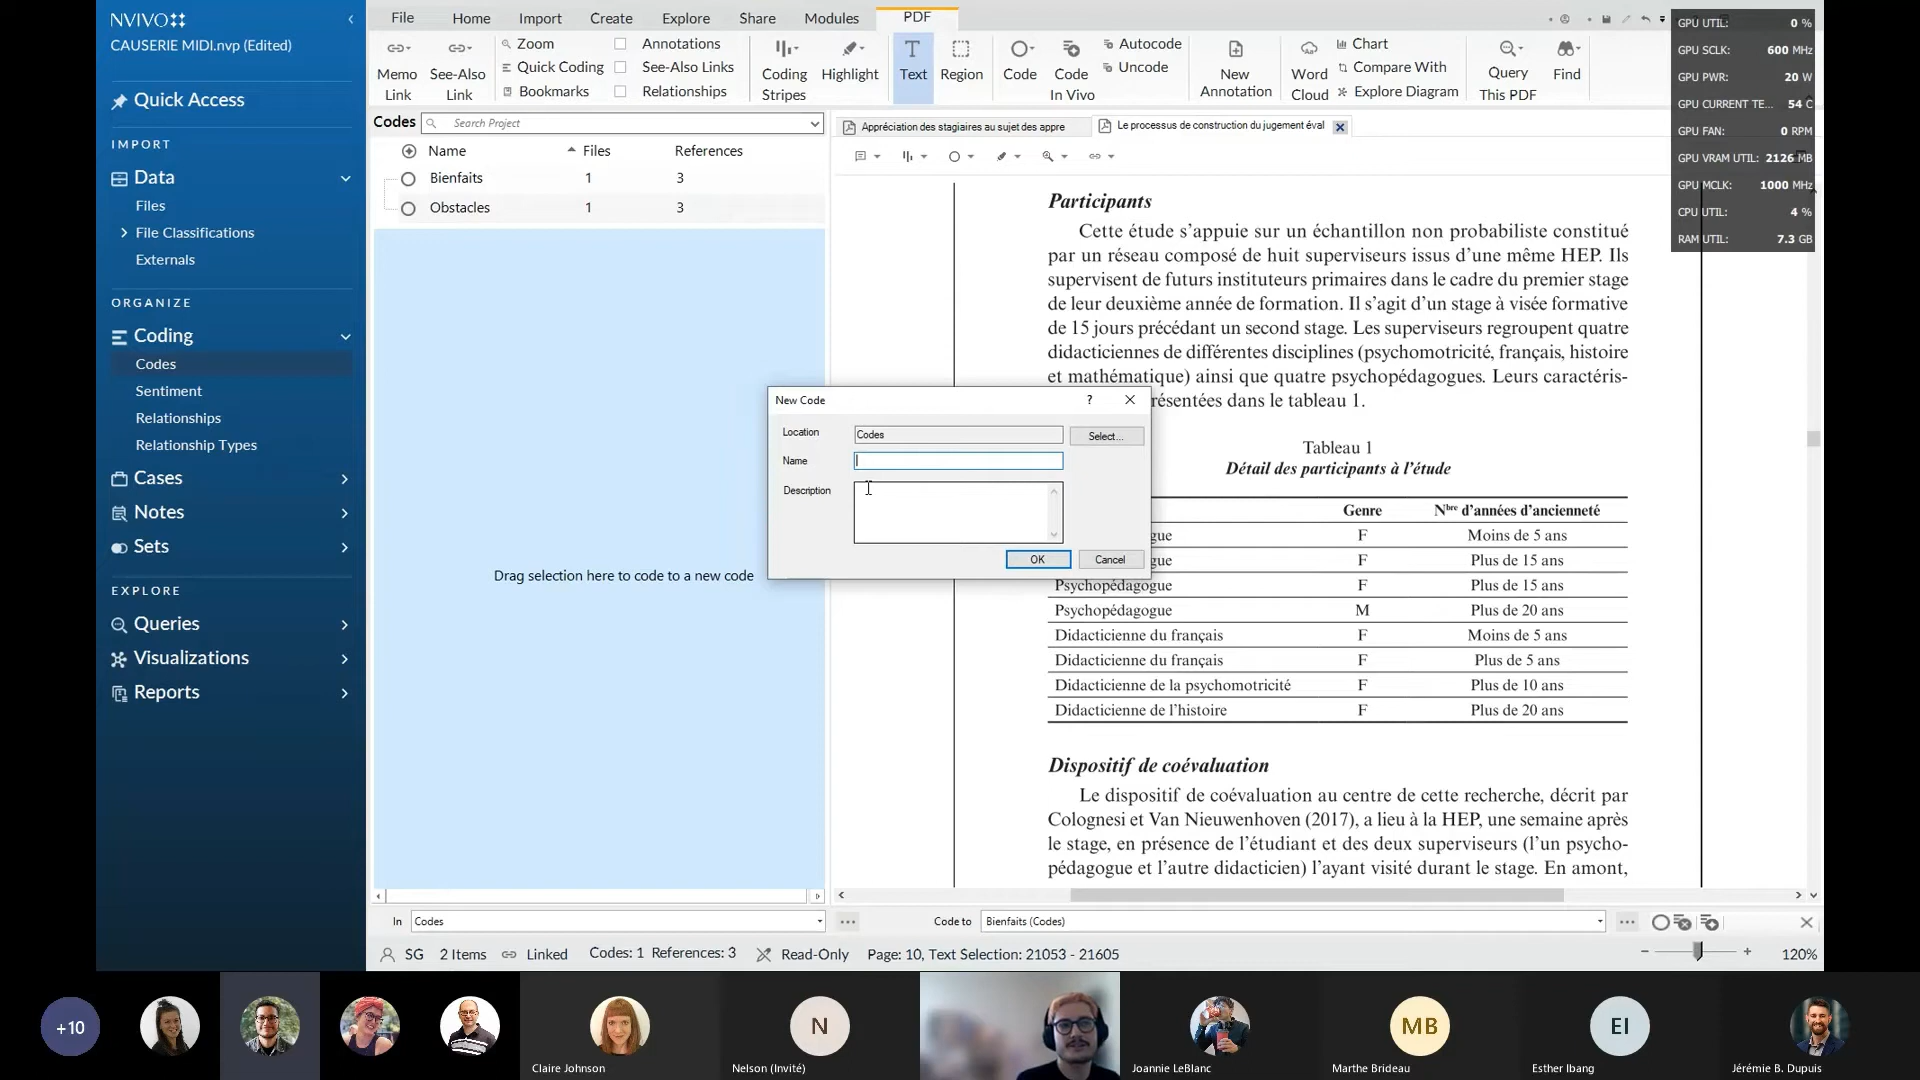 NVIVO
CAUSERIE MIDI.nvp (Edited)
Quick Access
IMPORT
Data
Files
File Classifications
Externals
ORGANIZE
Coding
Codes
Sentiment
Relationships
Relationship Types
Cases
Notes
Sets
EXPLORE
Queries
Visualizations
Reports
File Home Import Create Explore Share Modules PDF
Memo Link
See-Also Link
Zoom
Quick Coding
Bookmarks
Annotations
See-Also Links
Relationships
Coding Stripes
Highlight
Text
Region
Code
Code In Vivo
Autocode
Uncode
New Annotation
Word Cloud
Chart
Compare With
Explore Diagram
Query This PDF
Find
GPU UTIL: 0 %
GPU SCLK: 600 MHz
GPU PWR: 20 W
GPU CURRENT TE... 54 C
GPU FAN: 0 RPM
GPU VRAM UTIL: 2126 MB
GPU MCLK: 1000 MHz
CPU UTIL: 4 %
RAM UTIL: 7.3 GB
Codes Search Project
Name Files References
Bienfaits 1 3
Obstacles 1 3
Drag selection here to code to a new code
Appréciation des stagiaires au sujet des appre
Le processus de construction du jugement éval
Participants
Cette étude s'appuie sur un échantillon non probabiliste constitué
par un réseau composé de huit superviseurs issus d'une même HEP. Ils
supervisent de futurs instituteurs primaires dans le cadre du premier stage
de leur deuxième année de formation. Il s'agit d'un stage à visée formative
de 15 jours précédant un second stage. Les superviseurs regroupent quatre
didacticiennes de différentes disciplines (psychomotricité, français, histoire
et mathématique) ainsi que quatre psychopédagogues. Leurs caractéris-
résentées dans le tableau 1.
Tableau 1
Détail des participants à l'étude
Genre Nbre d'années d'ancienneté
gue F Moins de 5 ans
gue F Plus de 15 ans
Psychopédagogue F Plus de 15 ans
Psychopédagogue M Plus de 20 ans
Didacticienne du français F Moins de 5 ans
Didacticienne du français F Plus de 5 ans
Didacticienne de la psychomotricité F Plus de 10 ans
Didacticienne de l'histoire F Plus de 20 ans
Dispositif de coévaluation
Le dispositif de coévaluation au centre de cette recherche, décrit par
Colognesi et Van Nieuwenhoven (2017), a lieu à la HEP, une semaine après
le stage, en présence de l'étudiant et des deux superviseurs (l'un psycho-
pédagogue et l'autre didacticien) l'ayant visité durant le stage. En amont,
New Code ?
Location Codes Select...
Name
Description
OK Cancel
In Codes
Code to Bienfaits (Codes)
SG 2 Items Linked Codes: 1 References: 3 Read-Only Page: 10, Text Selection: 21053 - 21605
120%
+10
Claire Johnson
N
Nelson (Invité)
Joannie LeBlanc
MB
Marthe Brideau
EI
Esther Ibang
Jérémie B. Dupuis